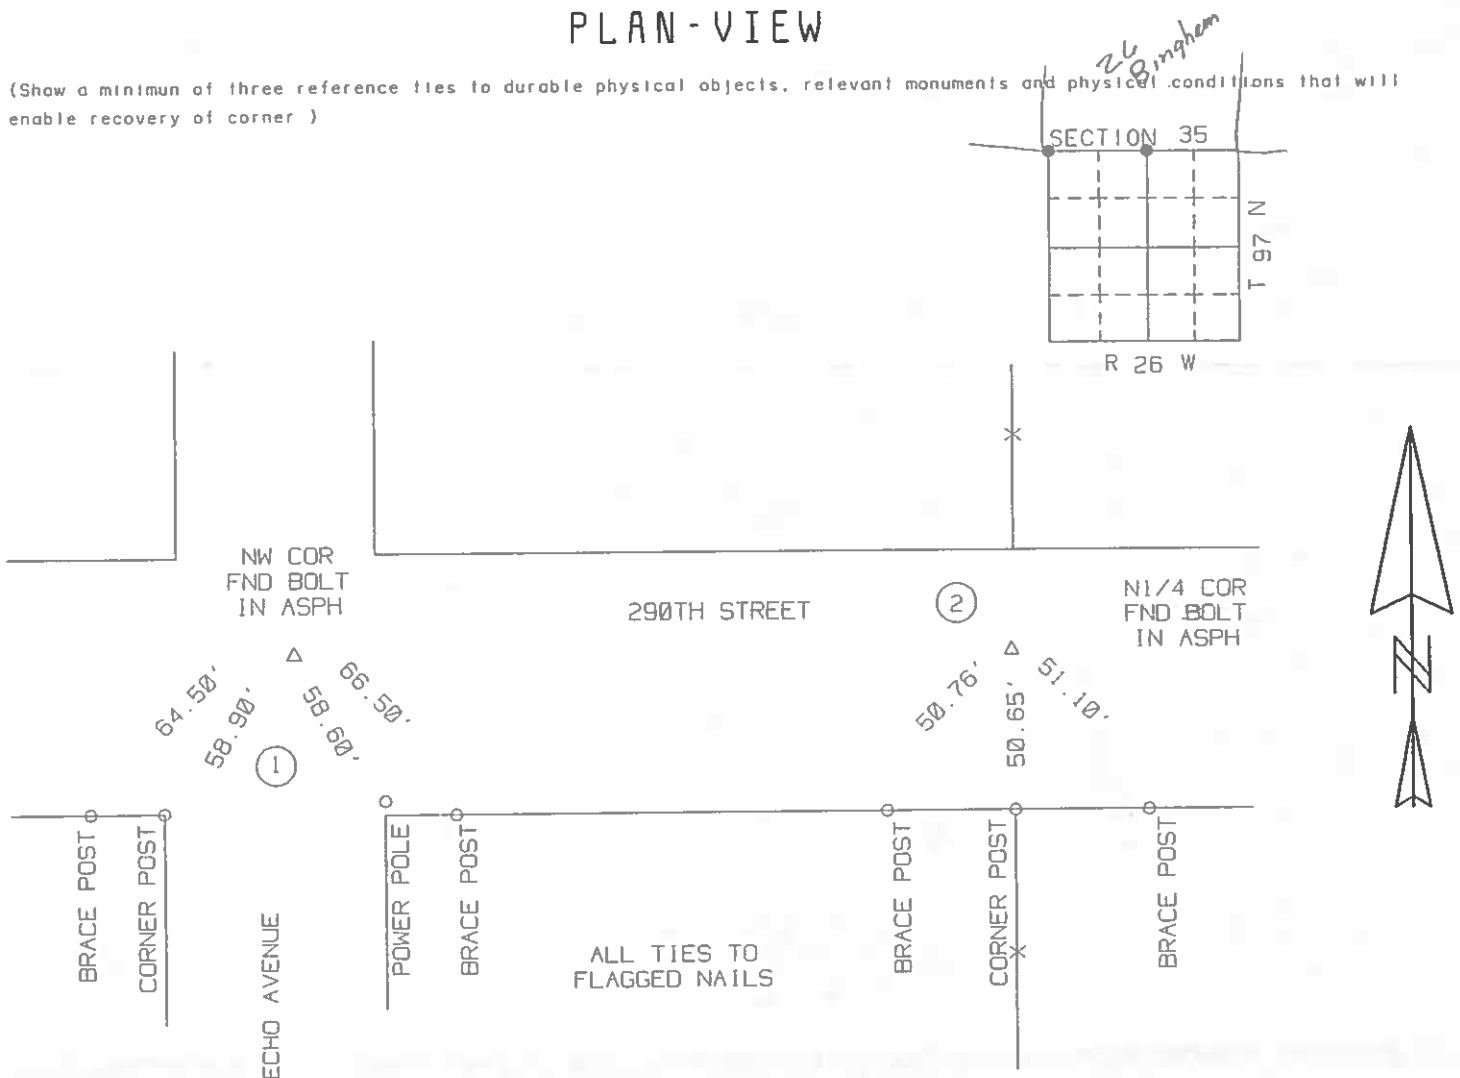 PLAN-VIEW
26
Bingham
(Show a minimun of three reference ties to durable physical objects, relevant monuments and physical conditions that will
enable recovery of corner )
SECTION 35
T 97 N
R 26 W
NW COR
FND BOLT
IN ASPH
290TH STREET
2
N1/4 COR
FND BOLT
IN ASPH
N
64.50'
58.90'
58.60'
66.50'
1
50.76'
50.65'
51.10'
BRACE POST
CORNER POST
POWER POLE
BRACE POST
BRACE POST
CORNER POST
BRACE POST
ECHO AVENUE
ALL TIES TO
FLAGGED NAILS